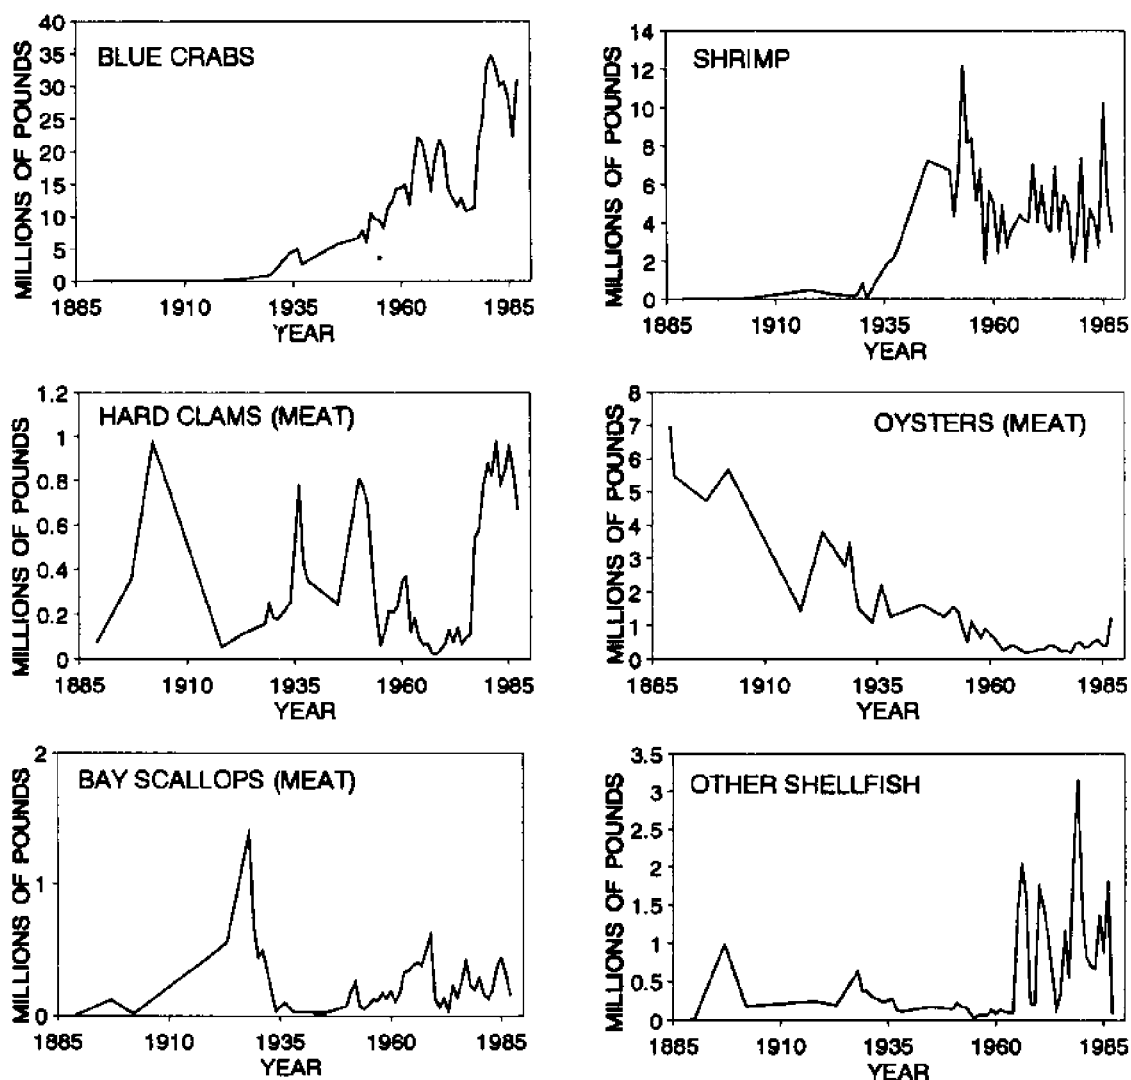 BLUE CRABS
MILLIONS OF POUNDS
40
35
30
25
20
15
10
5
0
1885 1910 1935 1960 1985
YEAR
SHRIMP
MILLIONS OF POUNDS
14
12
10
8
6
4
2
0
1885 1910 1935 1960 1985
YEAR
HARD CLAMS (MEAT)
MILLIONS OF POUNDS
1.2
1
0.8
0.6
0.4
0.2
0
1885 1910 1935 1960 1985
YEAR
OYSTERS (MEAT)
MILLIONS OF POUNDS
8
7
6
5
4
3
2
1
0
1885 1910 1935 1960 1985
YEAR
BAY SCALLOPS (MEAT)
MILLIONS OF POUNDS
2
1
0
1885 1910 1935 1960 1985
YEAR
OTHER SHELLFISH
MILLIONS OF POUNDS
3.5
3
2.5
2
1.5
1
0.5
0
1885 1910 1935 1960 1985
YEAR